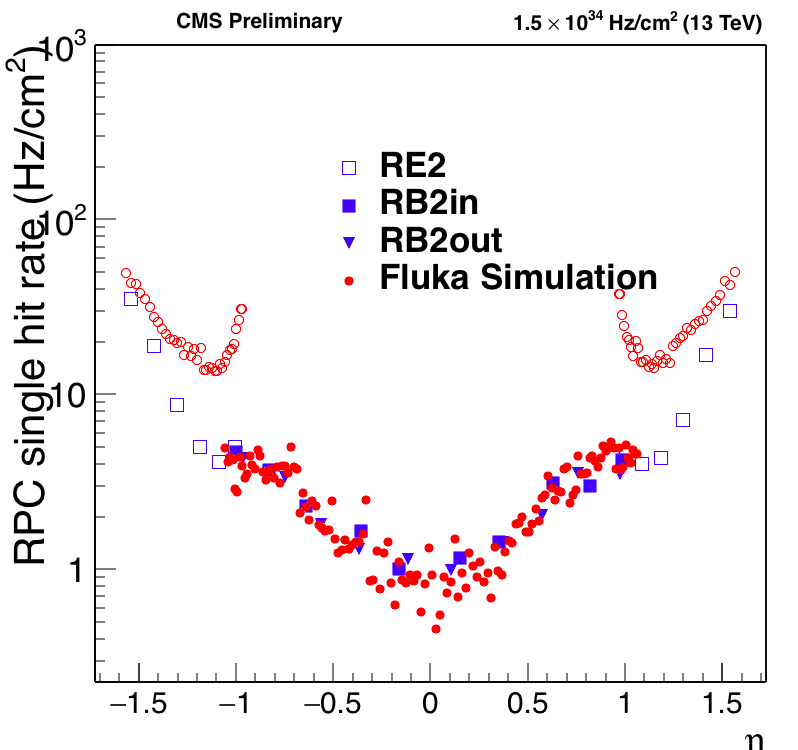 CMS Preliminary 1.5 × 10³⁴ Hz/cm² (13 TeV)
RPC single hit rate (Hz/cm²)
10³
10²
10
1
RE2
RB2in
RB2out
Fluka Simulation
−1.5 −1 −0.5 0 0.5 1 1.5
η